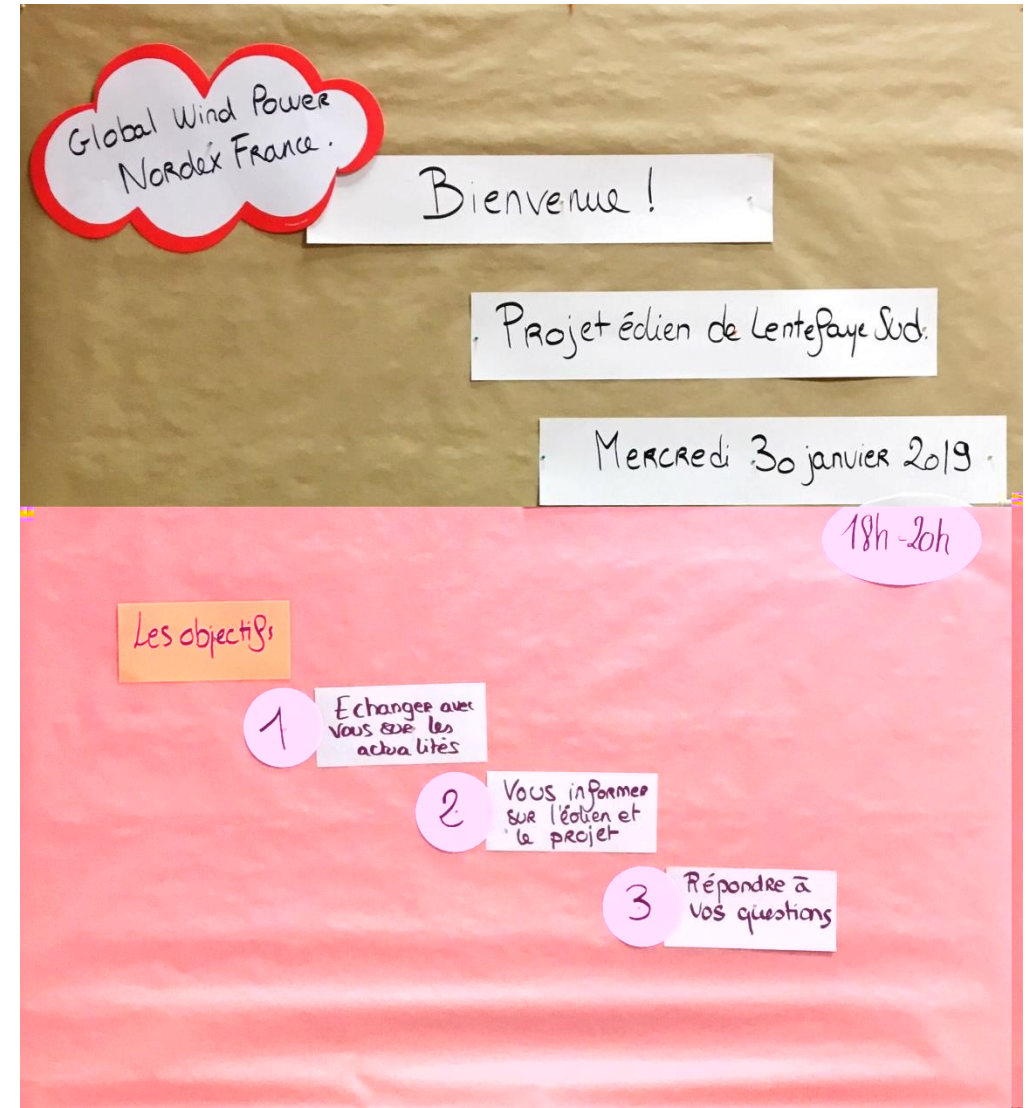 Global Wind Power
Nordex France.
Bienvenue !
Projet éolien de Lentefaye Sud.
Mercredi 30 janvier 2019
18h-20h
Les objectifs
1
Echanger avec
vous sur les
actualités
2
Vous informer
sur l'éolien et
le projet
3
Répondre à
vos questions